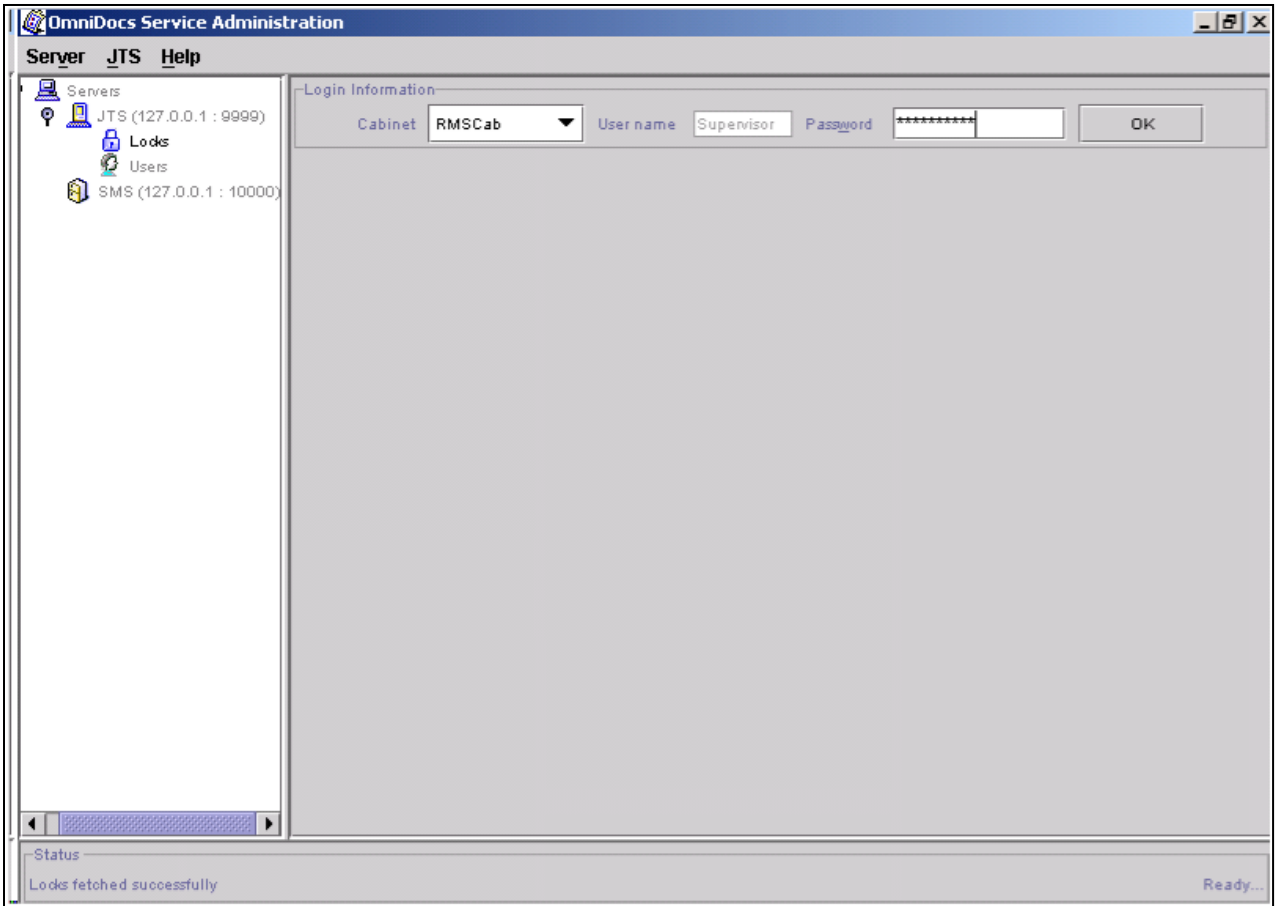 OmniDocs Service Administration
Server JTS Help
Servers
JTS (127.0.0.1 : 9999)
Locks
Users
SMS (127.0.0.1 : 10000)
Login Information
Cabinet RMSCab User name Supervisor Password ********** OK
Status
Locks fetched successfully Ready...